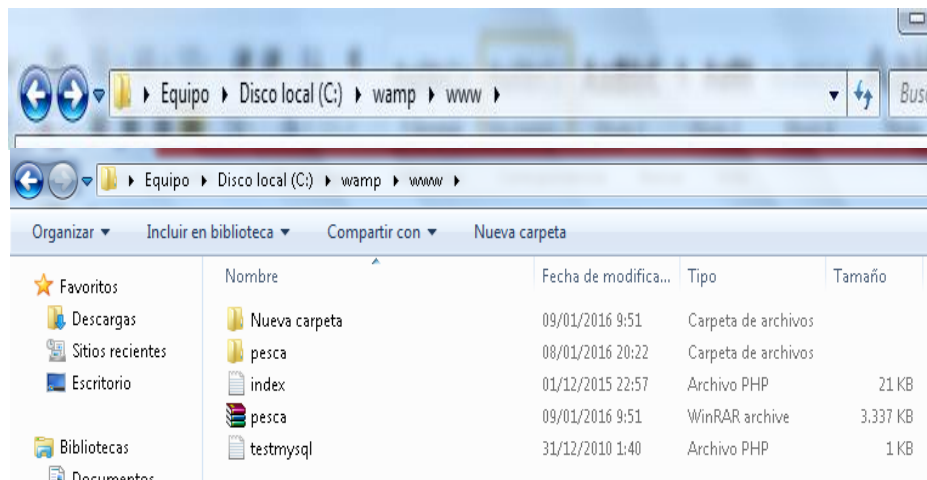 Equipo Disco local (C:) wamp www
Equipo Disco local (C:) wamp www
Organizar Incluir en biblioteca Compartir con Nueva carpeta
Favoritos
Descargas
Sitios recientes
Escritorio
Bibliotecas
Documentos
Nombre Fecha de modifica... Tipo Tamaño
Nueva carpeta 09/01/2016 9:51 Carpeta de archivos
pesca 08/01/2016 20:22 Carpeta de archivos
index 01/12/2015 22:57 Archivo PHP 21 KB
pesca 09/01/2016 9:51 WinRAR archive 3.337 KB
testmysql 31/12/2010 1:40 Archivo PHP 1 KB